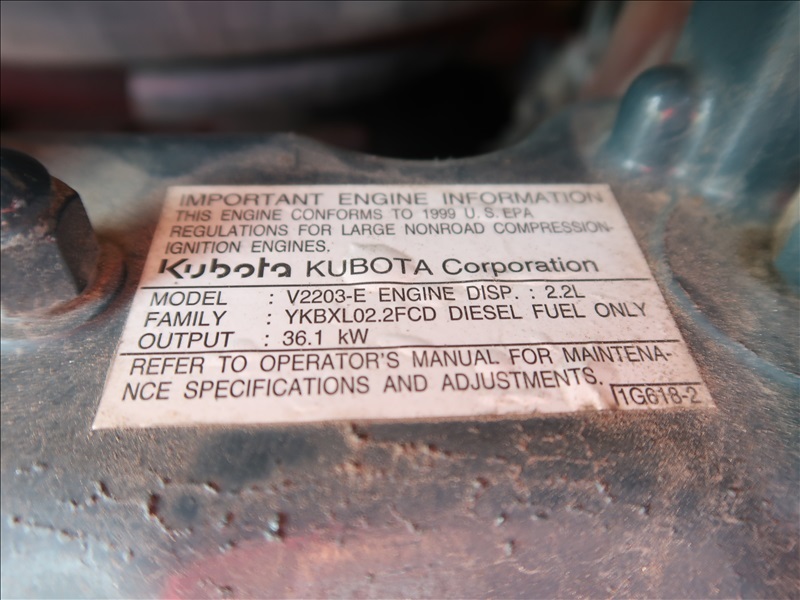 IMPORTANT ENGINE INFORMATION
THIS ENGINE CONFORMS TO 1999 U.S. EPA
REGULATIONS FOR LARGE NONROAD COMPRESSION-
IGNITION ENGINES.
Kubota KUBOTA Corporation
MODEL : V2203-E ENGINE DISP. : 2.2L
FAMILY : YKBXL02.2FCD DIESEL FUEL ONLY
OUTPUT : 36.1 kW
REFER TO OPERATOR'S MANUAL FOR MAINTENA-
NCE SPECIFICATIONS AND ADJUSTMENTS.
1G618-2